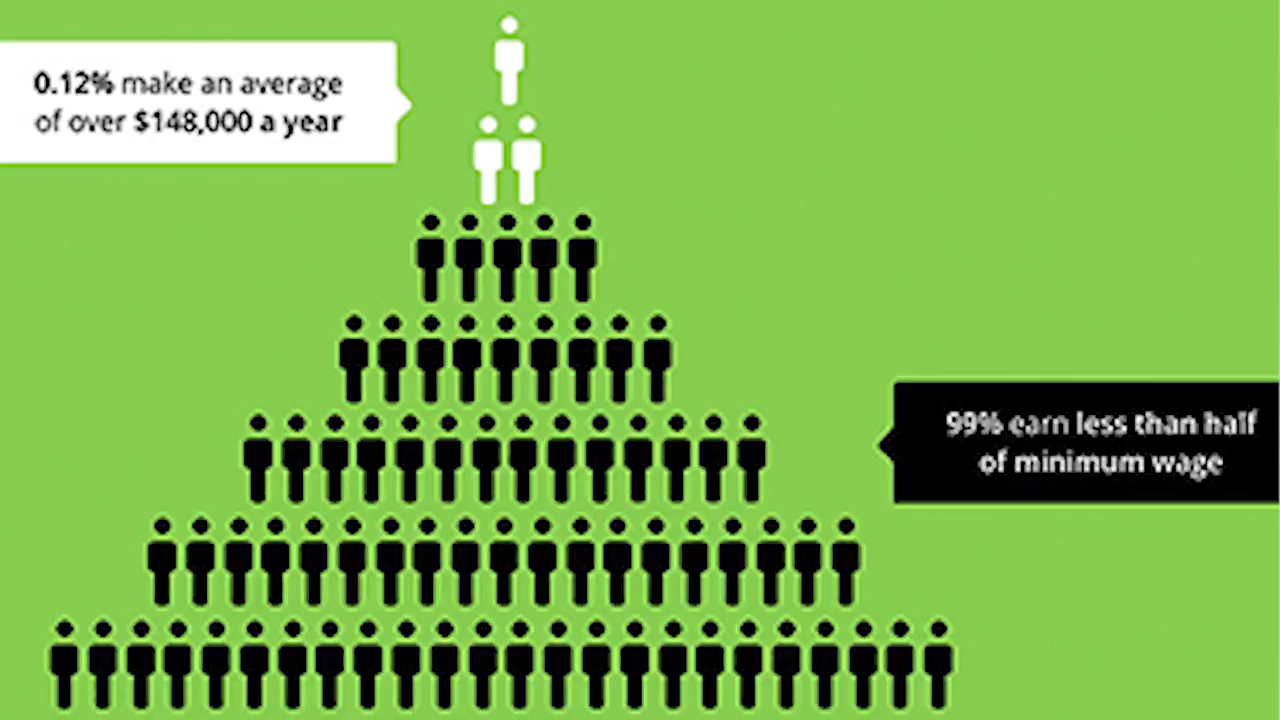 0.12% make an average
of over $148,000 a year
99% earn less than half
of minimum wage